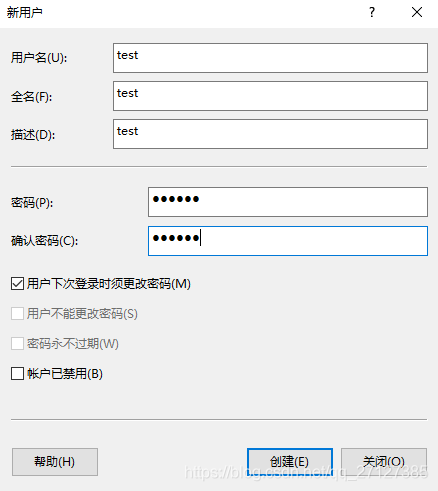 新用户
?
用户名(U):
test
全名(F):
test
描述(D):
test
密码(P):
●●●●●●
确认密码(C):
●●●●●●
用户下次登录时须更改密码(M)
用户不能更改密码(S)
密码永不过期(W)
帐户已禁用(B)
帮助(H)
创建(E)
关闭(O)
https://blog.csdn.net/qq_27127385